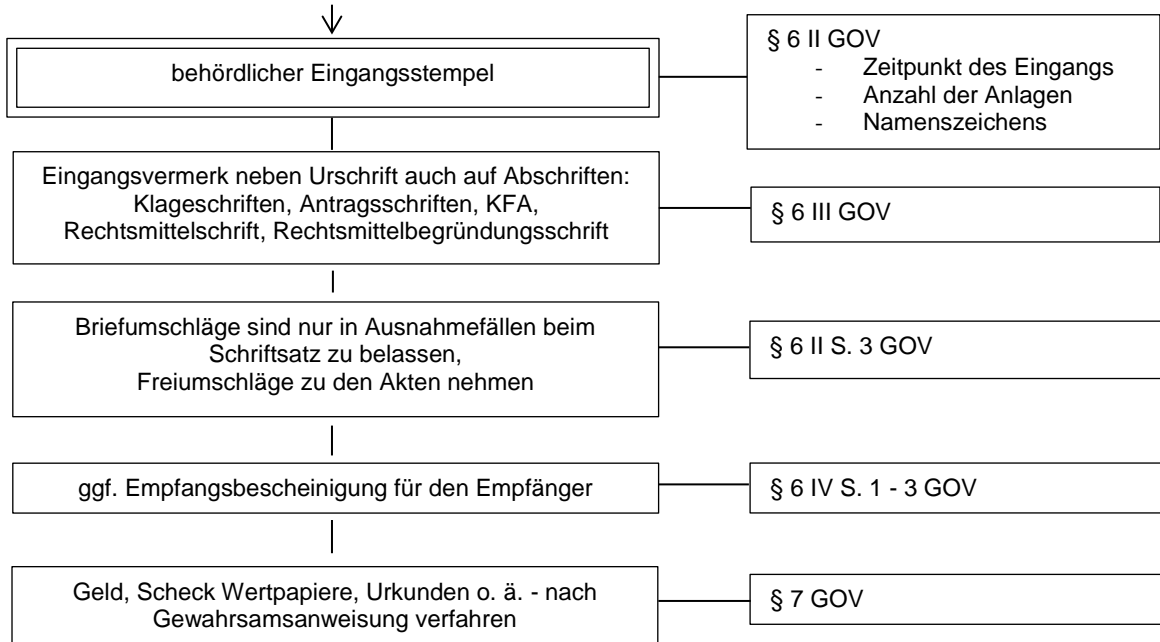 behördlicher Eingangsstempel
§ 6 II GOV
- Zeitpunkt des Eingangs
- Anzahl der Anlagen
- Namenszeichens
Eingangsvermerk neben Urschrift auch auf Abschriften:
Klageschriften, Antragsschriften, KFA,
Rechtsmittelschrift, Rechtsmittelbegründungsschrift
§ 6 III GOV
Briefumschläge sind nur in Ausnahmefällen beim
Schriftsatz zu belassen,
Freiumschläge zu den Akten nehmen
§ 6 II S. 3 GOV
ggf. Empfangsbescheinigung für den Empfänger
§ 6 IV S. 1 - 3 GOV
Geld, Scheck Wertpapiere, Urkunden o. ä. - nach
Gewahrsamsanweisung verfahren
§ 7 GOV